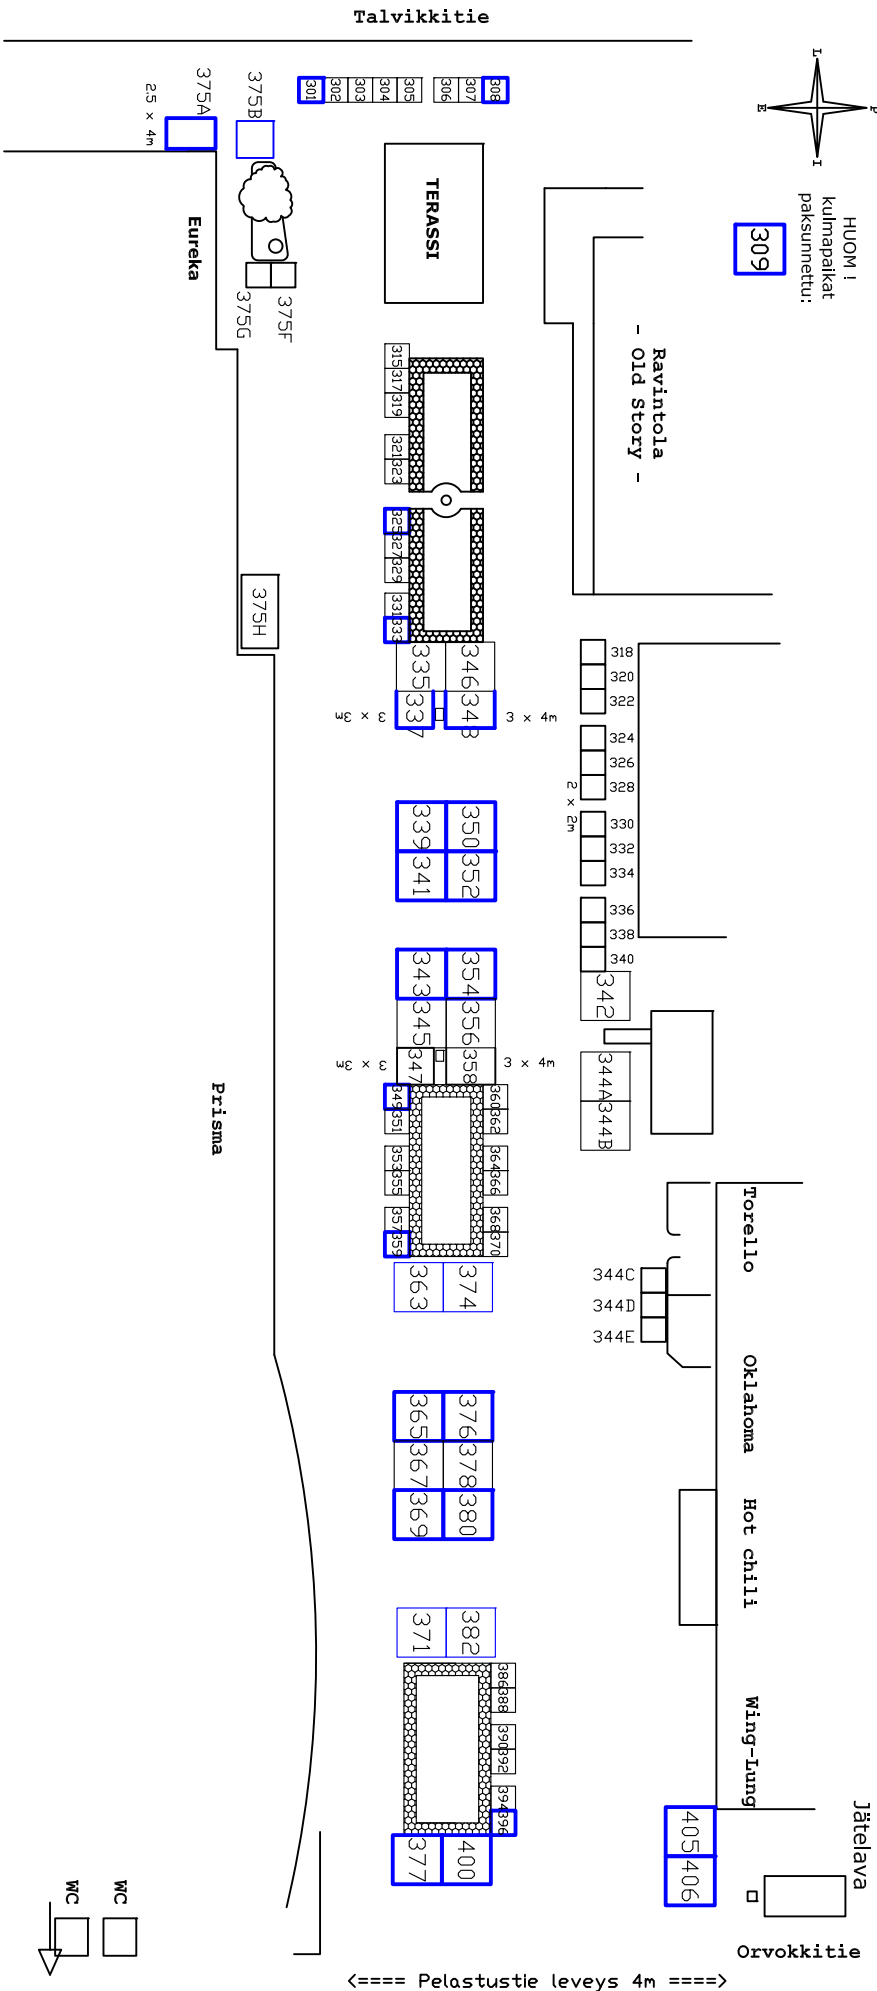 Talvikkitie
L
P
E
I
301
302
303
304
305
306
307
308
375A
375B
2.5 × 4m
HUOM !
kulmapaikat
paksunnettu:
309
TERASSI
Eureka
375G
375F
Ravintola
- Old Story -
315
317
319
321
323
325
327
329
331
333
375H
335
346
337
348
3 × 3m
3 × 4m
318
320
322
324
326
328
2 × 2m
330
332
334
336
338
340
339
350
341
352
343
354
345
356
347
358
3 × 3m
3 × 4m
342
344A
344B
Prisma
349
351
353
355
357
359
360
362
364
366
368
370
363
374
Torello
344C
344D
344E
Oklahoma
365
376
367
378
369
380
Hot chili
371
382
386
388
390
392
394
396
Wing-Lung
377
400
405
406
Jätelava
WC
WC
Orvokkitie
<==== Pelastustie leveys 4m ====>